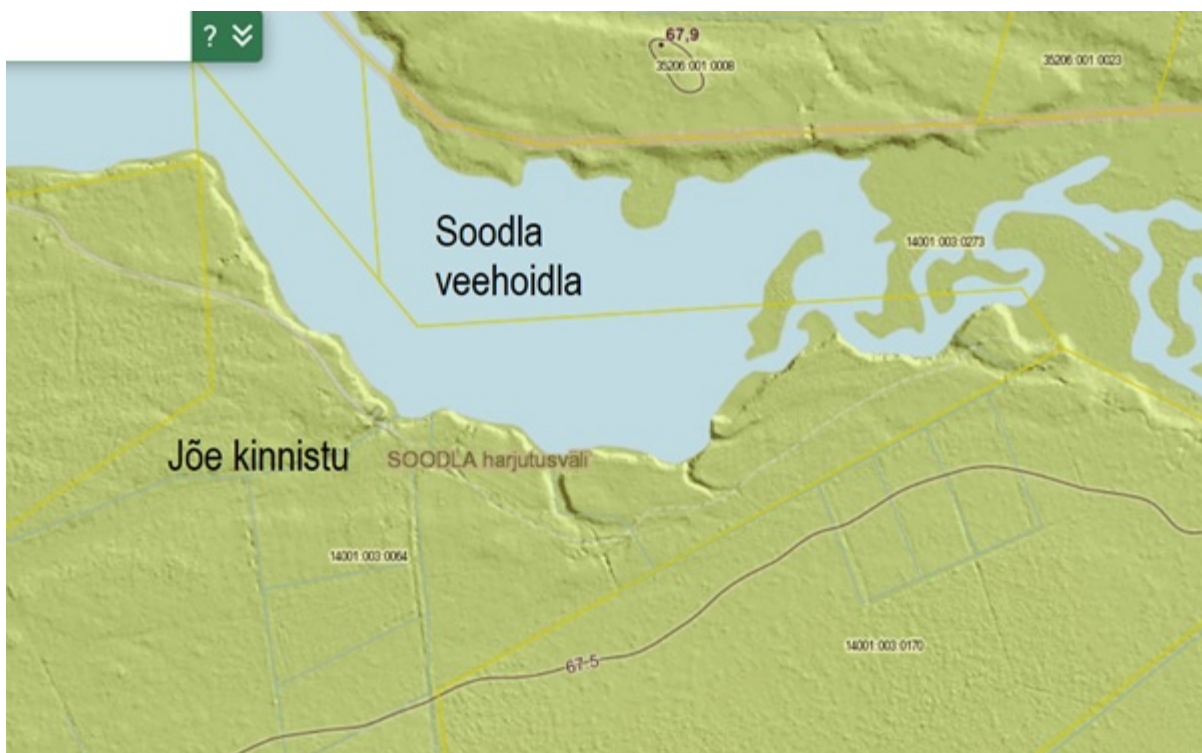 ?
67,9
35206:001:0008
35206:001:0023
Soodla
veehoidla
14001:003:0273
Jõe kinnistu
SOODLA harjutusväli
14001:003:0064
14001:003:0170
67.5